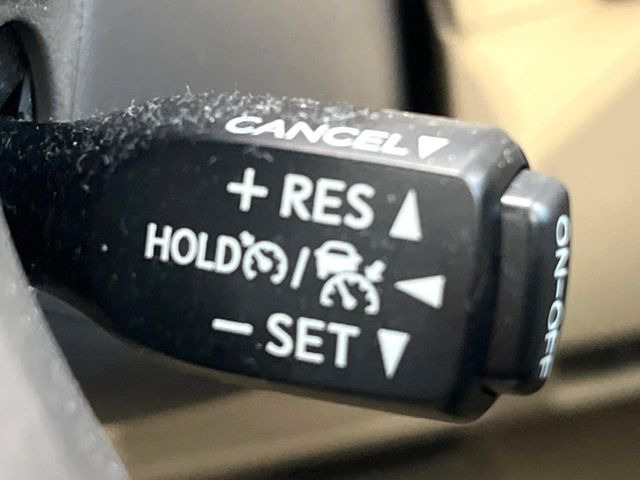 CANCEL▼
+ RES ▲
HOLD / ◀
− SET ▼
ON-OFF